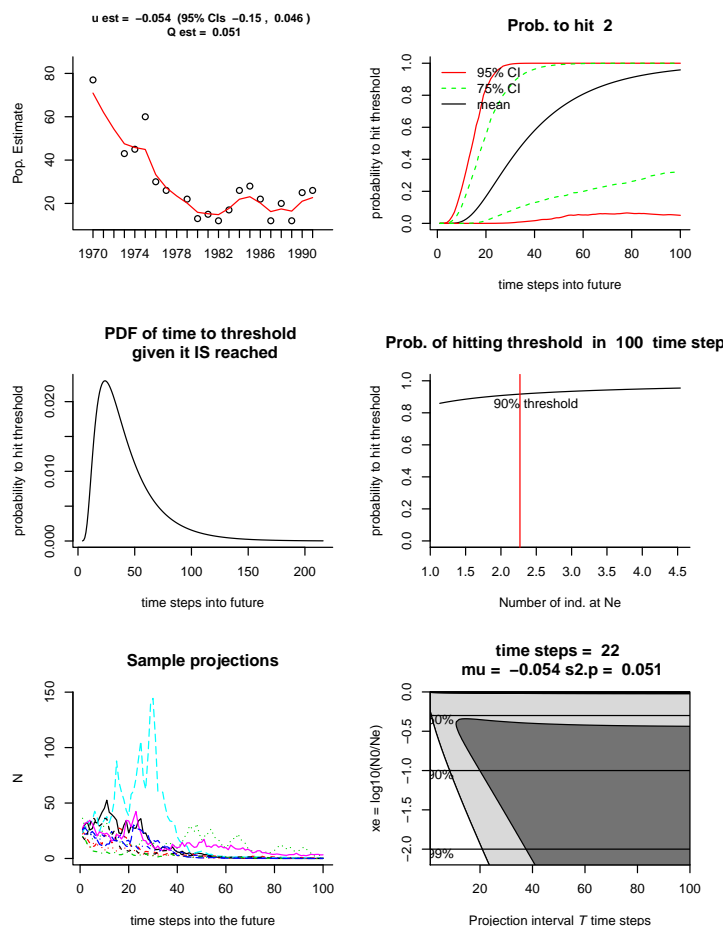 u est = −0.054 (95% CIs −0.15 , 0.046 )
Q est = 0.051
Pop. Estimate
20 40 60 80
1970 1974 1978 1982 1986 1990
Prob. to hit 2
probability to hit threshold
0.0 0.2 0.4 0.6 0.8 1.0
95% CI
75% CI
mean
0 20 40 60 80 100
time steps into future
PDF of time to threshold
given it IS reached
probability to hit threshold
0.000 0.010 0.020
0 50 100 150 200
time steps into future
Prob. of hitting threshold in 100 time step
probability to hit threshold
0.0 0.2 0.4 0.6 0.8 1.0
90% threshold
1.0 1.5 2.0 2.5 3.0 3.5 4.0 4.5
Number of ind. at Ne
Sample projections
N
0 50 100 150
0 20 40 60 80 100
time steps into the future
time steps = 22
mu = −0.054 s2.p = 0.051
xe = log10(N0/Ne)
−2.0 −1.5 −1.0 −0.5 0.0
90%
99%
20 40 60 80 100
Projection interval T time steps